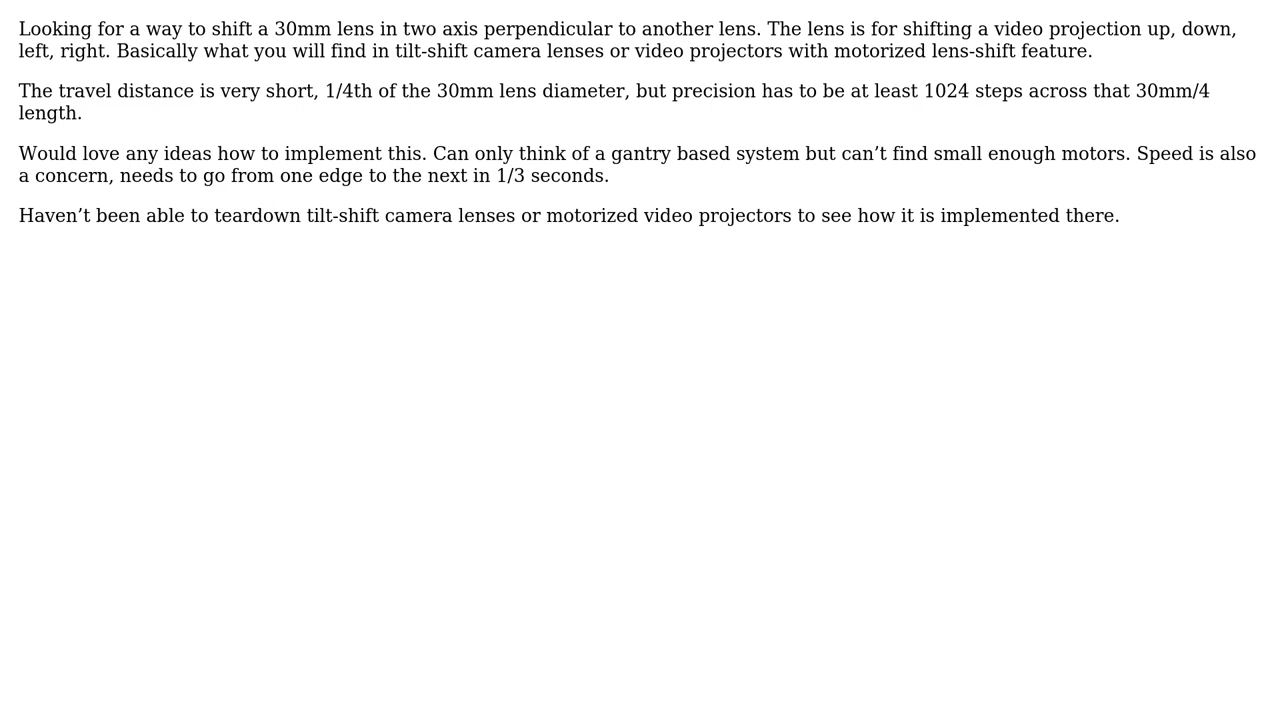 Looking for a way to shift a 30mm lens in two axis perpendicular to another lens. The lens is for shifting a video projection up, down,
left, right. Basically what you will find in tilt-shift camera lenses or video projectors with motorized lens-shift feature.
The travel distance is very short, 1/4th of the 30mm lens diameter, but precision has to be at least 1024 steps across that 30mm/4
length.
Would love any ideas how to implement this. Can only think of a gantry based system but can’t find small enough motors. Speed is also
a concern, needs to go from one edge to the next in 1/3 seconds.
Haven’t been able to teardown tilt-shift camera lenses or motorized video projectors to see how it is implemented there.